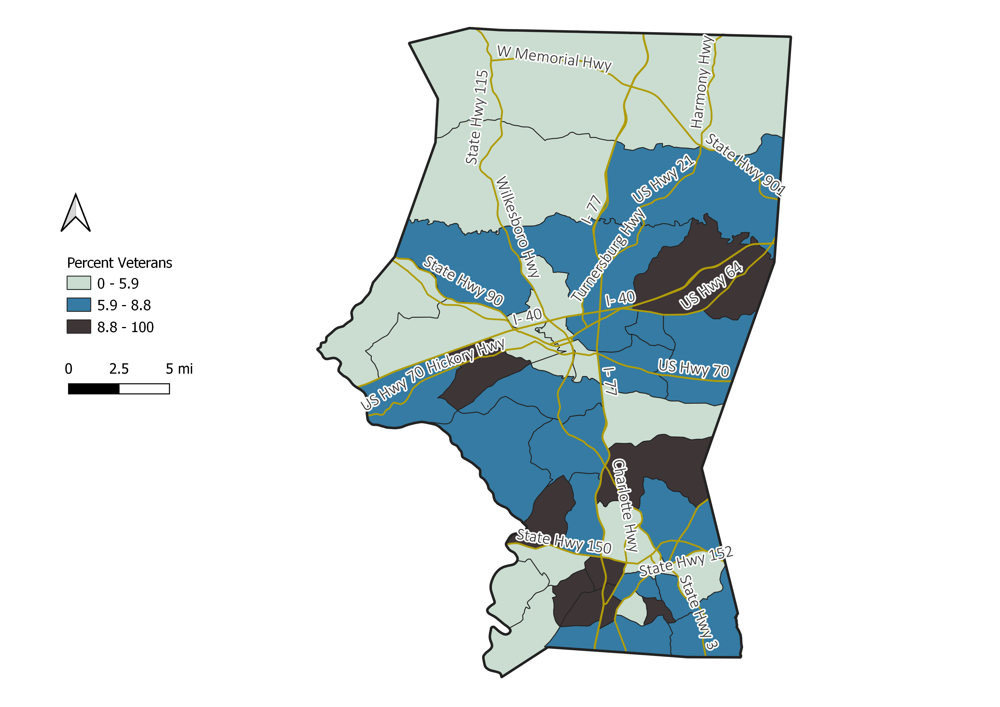 W Memorial Hwy
Harmony Hwy
State Hwy 115
State Hwy 901
US Hwy 21
Wilkesboro Hwy
I- 77
Turnersburg Hwy
State Hwy 90
US Hwy 64
I- 40
I- 40
Percent Veterans
0 - 5.9
5.9 - 8.8
8.8 - 100
0 2.5 5 mi
US Hwy 70 Hickory Hwy
US Hwy 70
I- 77
Charlotte Hwy
State Hwy 150
State Hwy 152
State Hwy 3